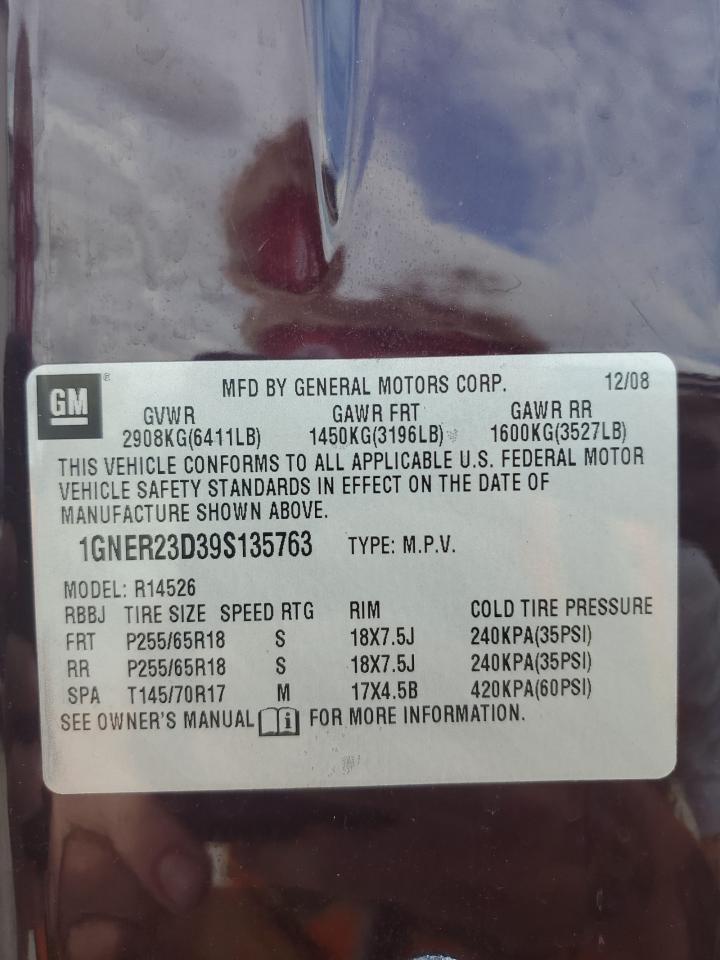 GM ®
MFD BY GENERAL MOTORS CORP. 12/08
GVWR GAWR FRT GAWR RR
2908KG(6411LB) 1450KG(3196LB) 1600KG(3527LB)
THIS VEHICLE CONFORMS TO ALL APPLICABLE U.S. FEDERAL MOTOR
VEHICLE SAFETY STANDARDS IN EFFECT ON THE DATE OF
MANUFACTURE SHOWN ABOVE.
1GNER23D39S135763 TYPE: M.P.V.
MODEL: R14526
RBBJ TIRE SIZE SPEED RTG RIM COLD TIRE PRESSURE
FRT P255/65R18 S 18X7.5J 240KPA(35PSI)
RR P255/65R18 S 18X7.5J 240KPA(35PSI)
SPA T145/70R17 M 17X4.5B 420KPA(60PSI)
SEE OWNER'S MANUAL i FOR MORE INFORMATION.